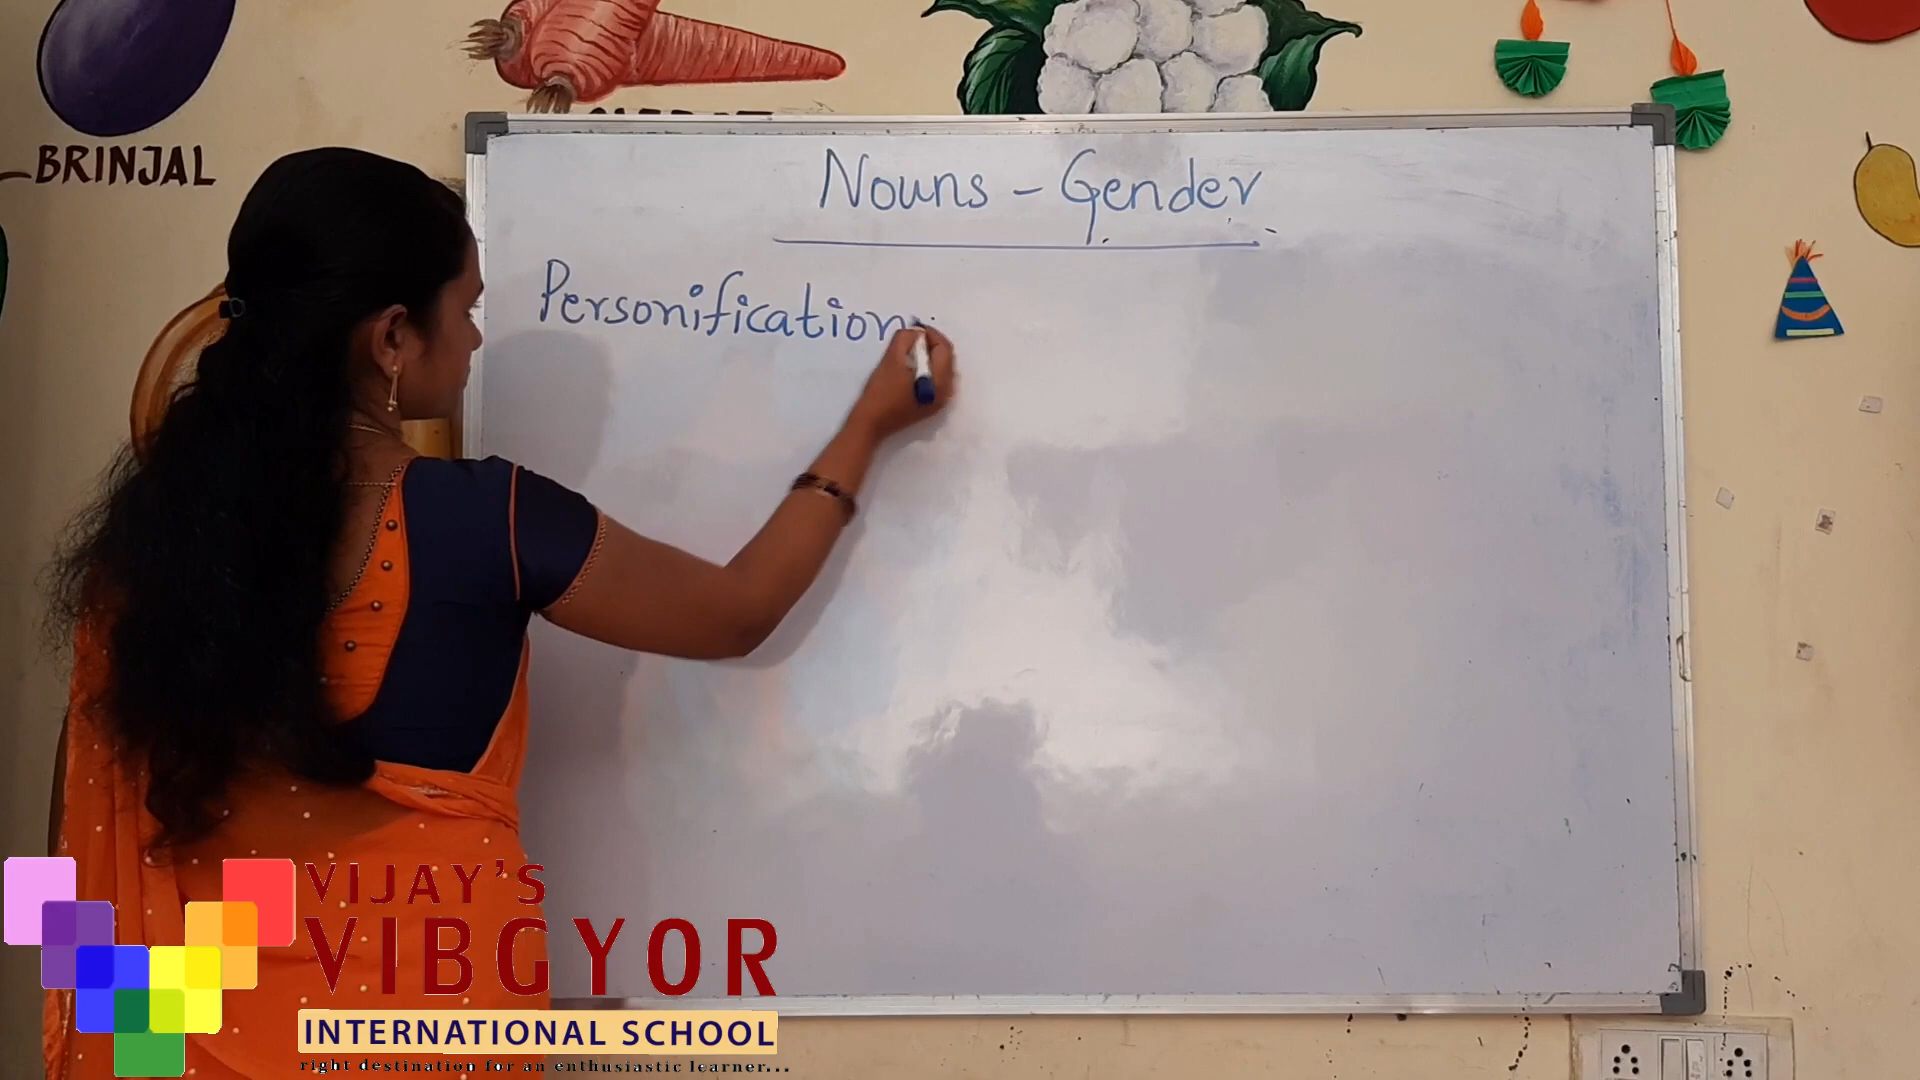 BRINJAL
Nouns - Gender
Personification:
VIJAY'S
VIBGYOR
INTERNATIONAL SCHOOL
right destination for an enthusiastic learner...